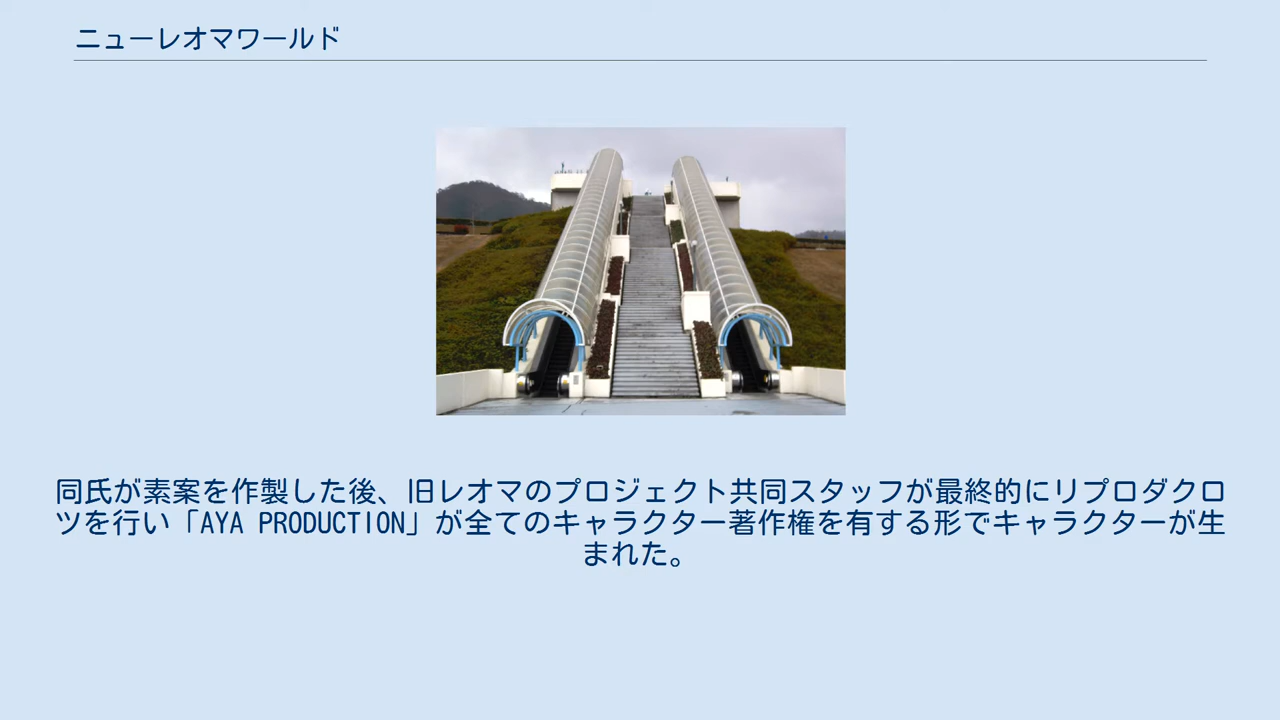 ニューレオマワールド
同氏が素案を作製した後、旧レオマのプロジェクト共同スタッフが最終的にリプロダクロ
ツを行い「AYA PRODUCTION」が全てのキャラクター著作権を有する形でキャラクターが生
まれた。